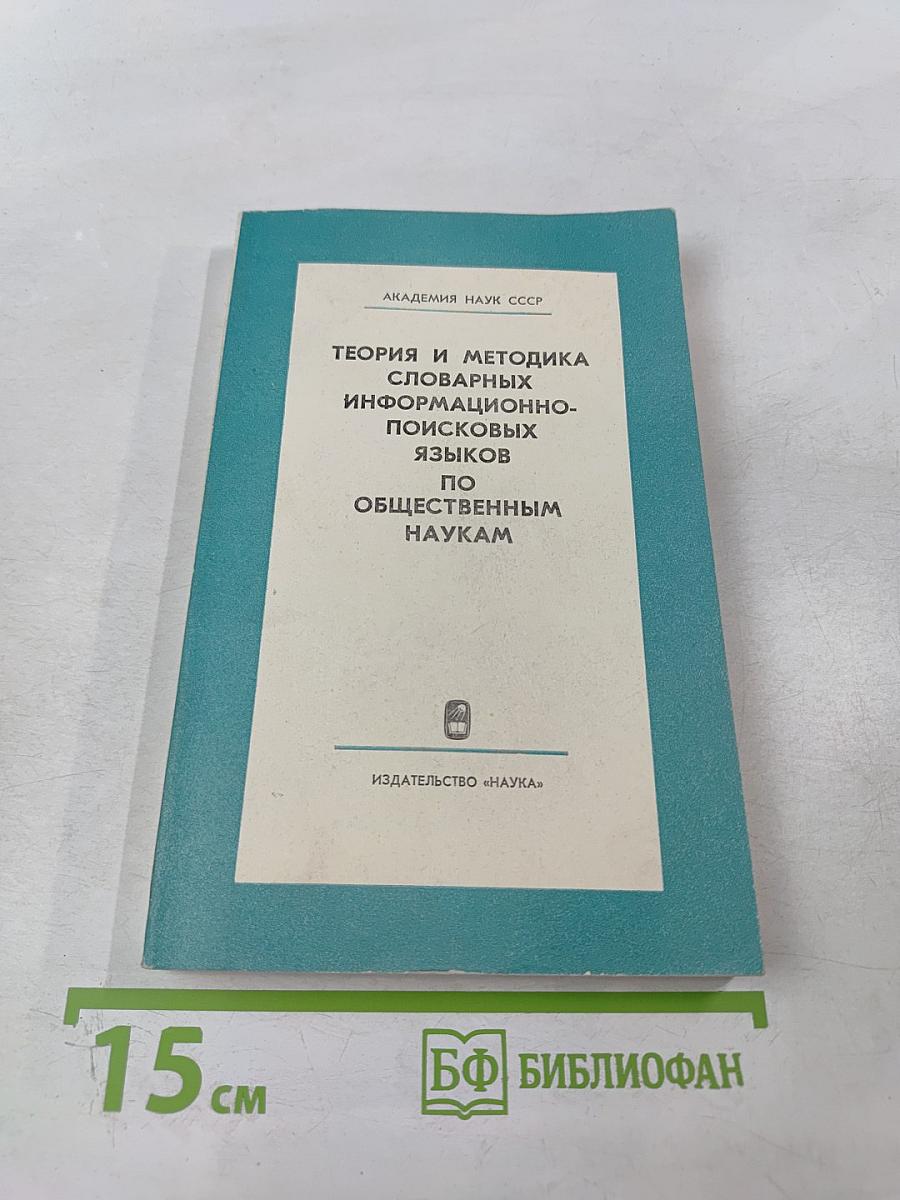 АКАДЕМИЯ НАУК СССР
ТЕОРИЯ И МЕТОДИКА
СЛОВАРНЫХ
ИНФОРМАЦИОННО-
ПОИСКОВЫХ
ЯЗЫКОВ
ПО
ОБЩЕСТВЕННЫМ
НАУКАМ
ИЗДАТЕЛЬСТВО «НАУКА»
15 см
БФ БИБЛИОФАН